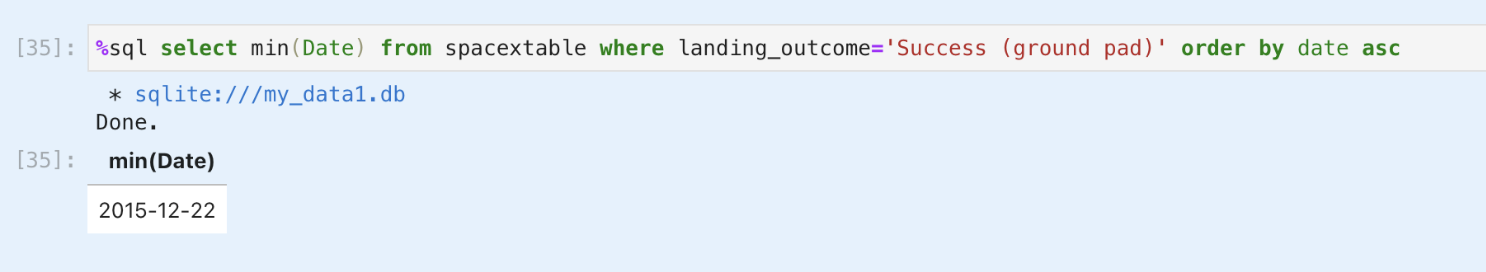 [35]: %sql select min(Date) from spacextable where landing_outcome='Success (ground pad)' order by date asc
* sqlite:///my_data1.db
Done.
[35]: min(Date)
2015-12-22